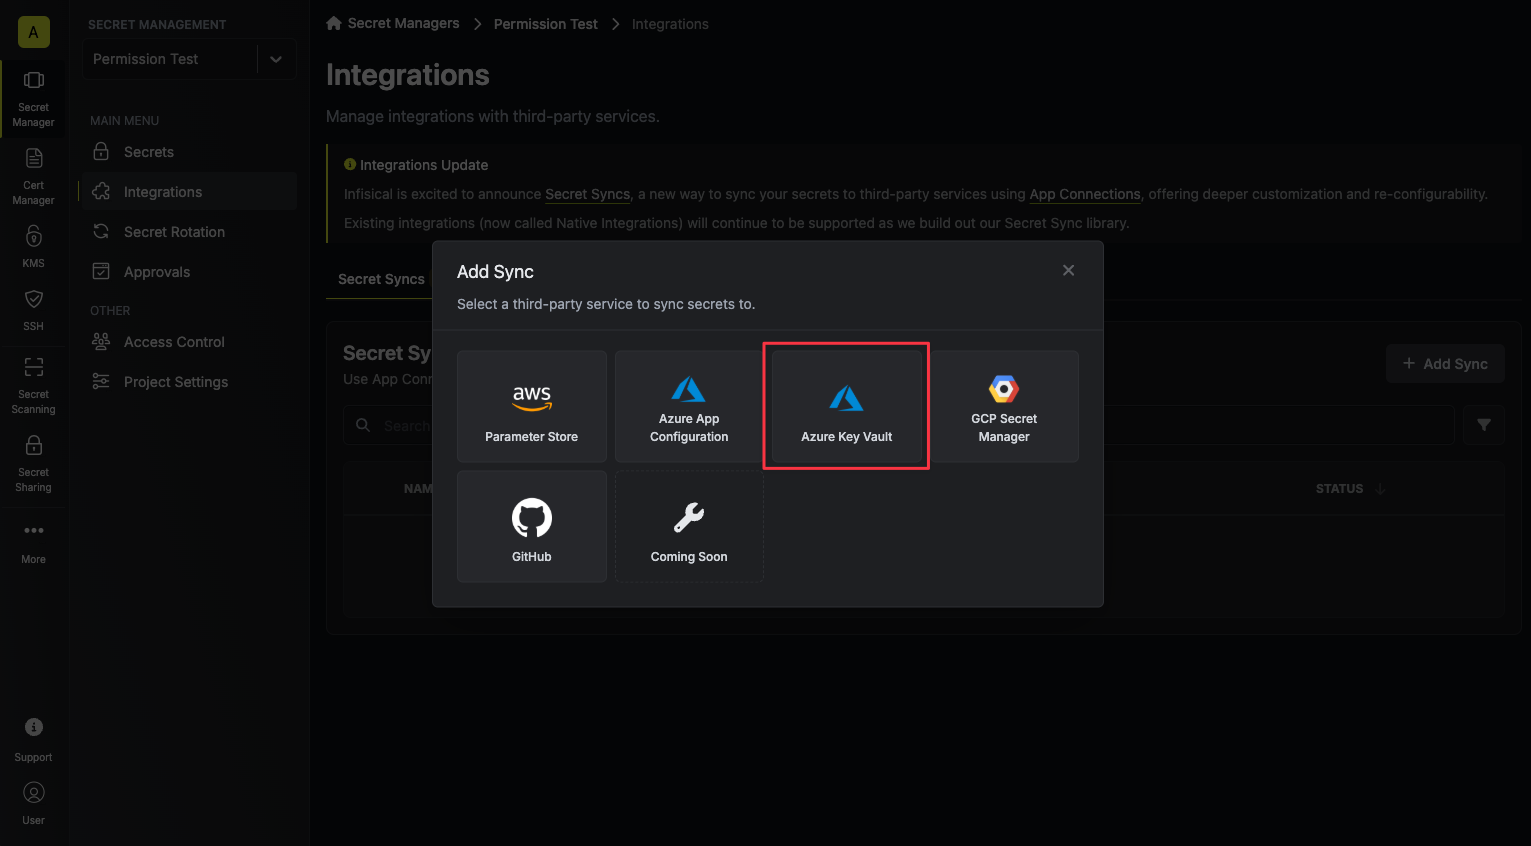 A
Secret
Manager
Cert
Manager
KMS
SSH
Secret
Scanning
Secret
Sharing
More
Support
User
SECRET MANAGEMENT
Permission Test
MAIN MENU
Secrets
Integrations
Secret Rotation
Approvals
OTHER
Access Control
Project Settings
Secret Managers > Permission Test > Integrations
Integrations
Manage integrations with third-party services.
Integrations Update
Infisical is excited to announce Secret Syncs, a new way to sync your secrets to third-party services using App Connections, offering deeper customization and re-configurability.
Existing integrations (now called Native Integrations) will continue to be supported as we build out our Secret Sync library.
Secret Syncs
Secret Sy
Use App Conn
+ Add Sync
Search
NAM
STATUS
Add Sync
Select a third-party service to sync secrets to.
aws
Parameter Store
Azure App
Configuration
Azure Key Vault
GCP Secret
Manager
GitHub
Coming Soon